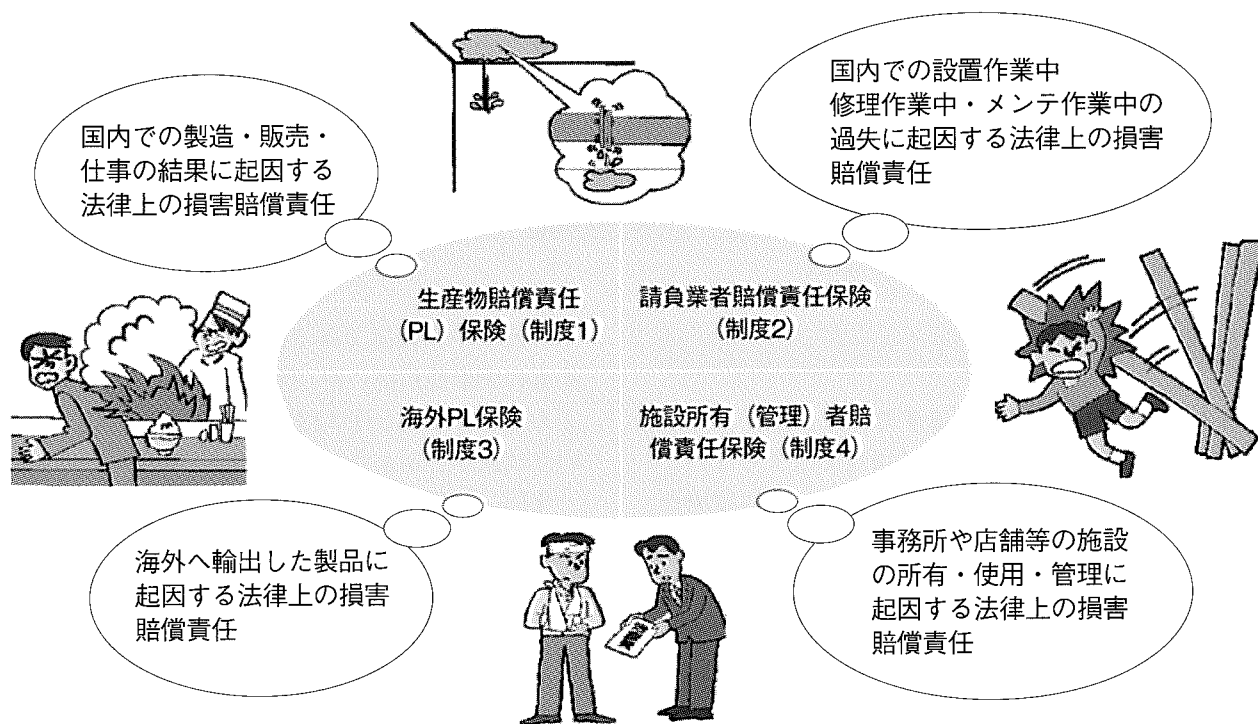 国内での製造・販売・
仕事の結果に起因する
法律上の損害賠償責任
国内での設置作業中
修理作業中・メンテ作業中の
過失に起因する法律上の損害
賠償責任
生産物賠償責任
(PL)保険(制度1)
請負業者賠償責任保険
(制度2)
海外PL保険
(制度3)
施設所有(管理)者賠
償責任保険(制度4)
海外へ輸出した製品に
起因する法律上の損害
賠償責任
事務所や店舗等の施設
の所有・使用・管理に
起因する法律上の損害
賠償責任